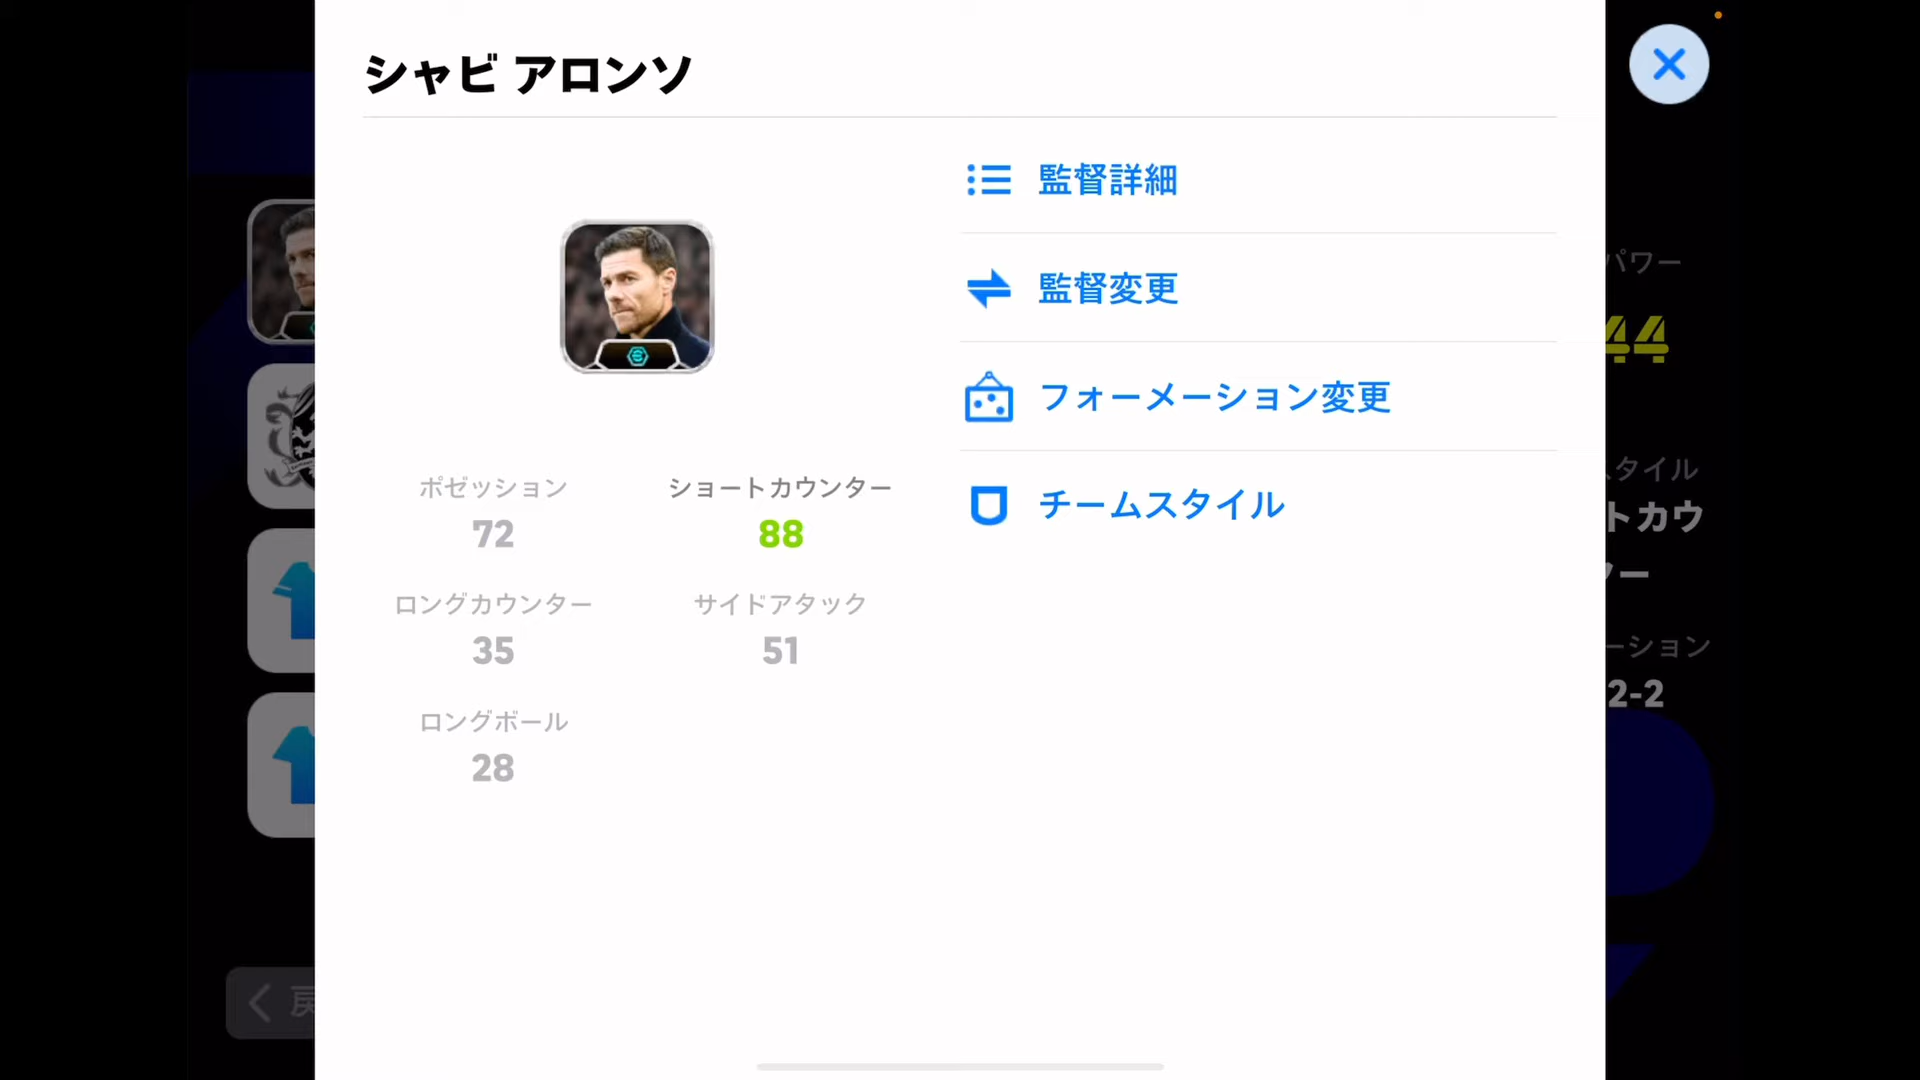 シャビ アロンソ
監督詳細
監督変更
フォーメーション変更
チームスタイル
ポゼッション
72
ショートカウンター
88
ロングカウンター
35
サイドアタック
51
ロングボール
28
パワー
44
スタイル
トカウ
ター
ーション
2-2
戻